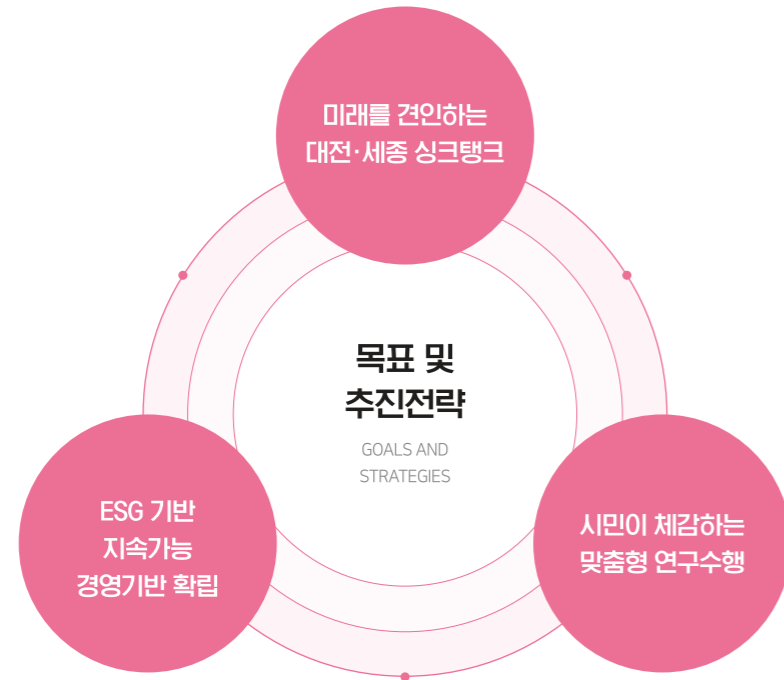 미래를 견인하는
대전·세종 싱크탱크
목표 및
추진전략
GOALS AND
STRATEGIES
ESG 기반
지속가능
경영기반 확립
시민이 체감하는
맞춤형 연구수행